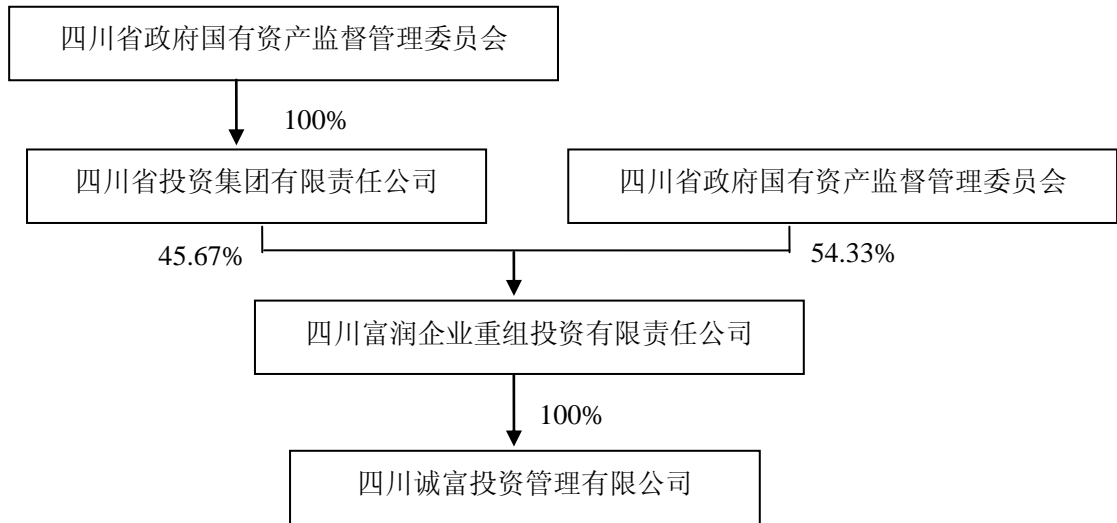 四川省政府国有资产监督管理委员会
100%
四川省投资集团有限责任公司
四川省政府国有资产监督管理委员会
45.67%
54.33%
四川富润企业重组投资有限责任公司
100%
四川诚富投资管理有限公司